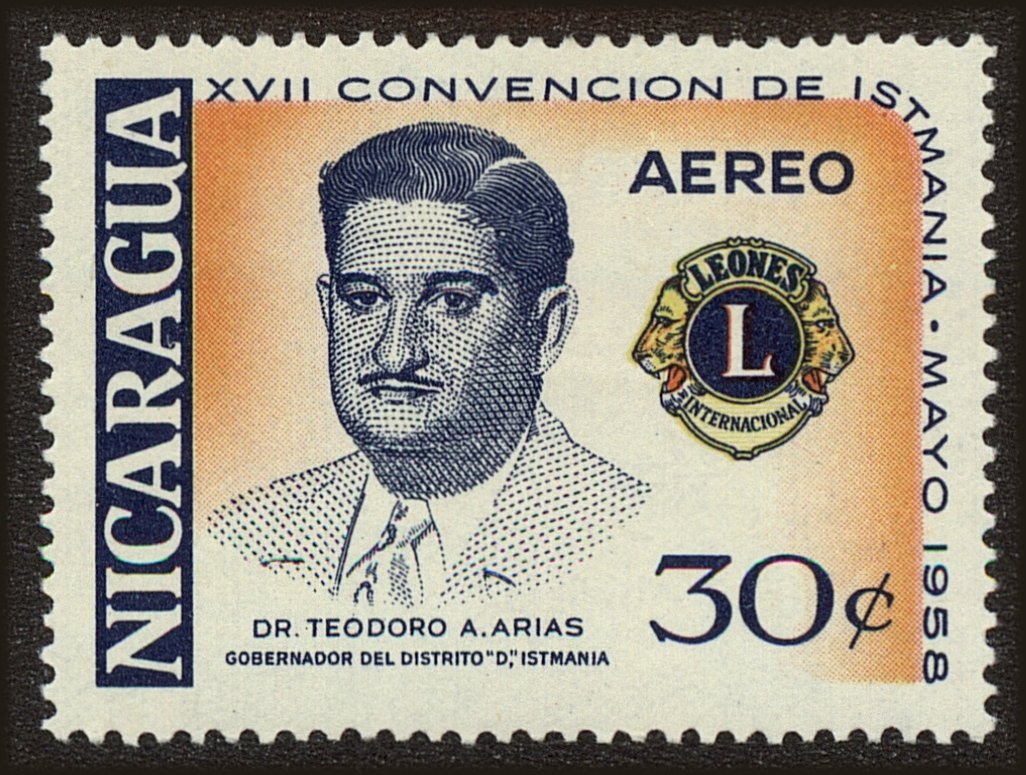 XVII CONVENCION DE ISTMANIA · MAYO 1958
NICARAGUA
AEREO
LEONES
L
INTERNACIONAL
30¢
DR. TEODORO A. ARIAS
GOBERNADOR DEL DISTRITO "D," ISTMANIA